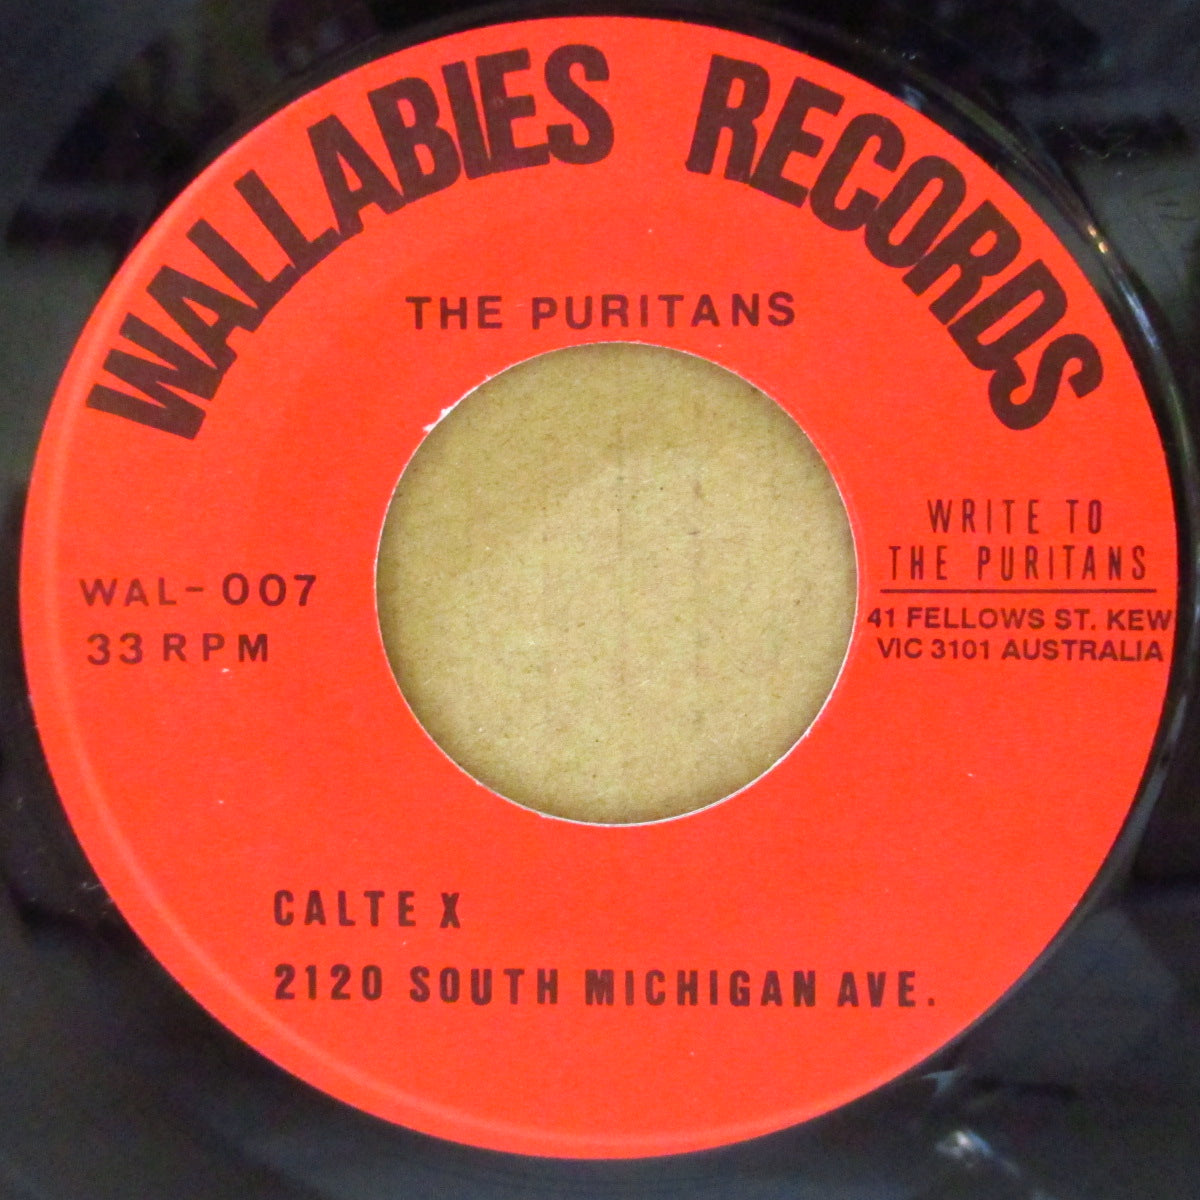 WALLABIES RECORDS
THE PURITANS
WRITE TO
THE PURITANS
41 FELLOWS ST. KEW
VIC 3101 AUSTRALIA
WAL-007
33 RPM
CALTE X
2120 SOUTH MICHIGAN AVE.